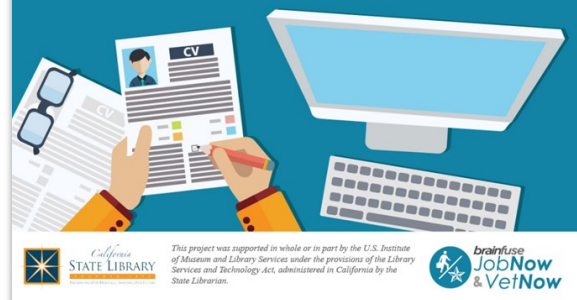 CV
CV
California
STATE LIBRARY
This project was supported in whole or in part by the U.S. Institute
of Museum and Library Services under the provisions of the Library
Services and Technology Act, administered in California by the
State Librarian.
brainfuse
JobNow
& VetNow